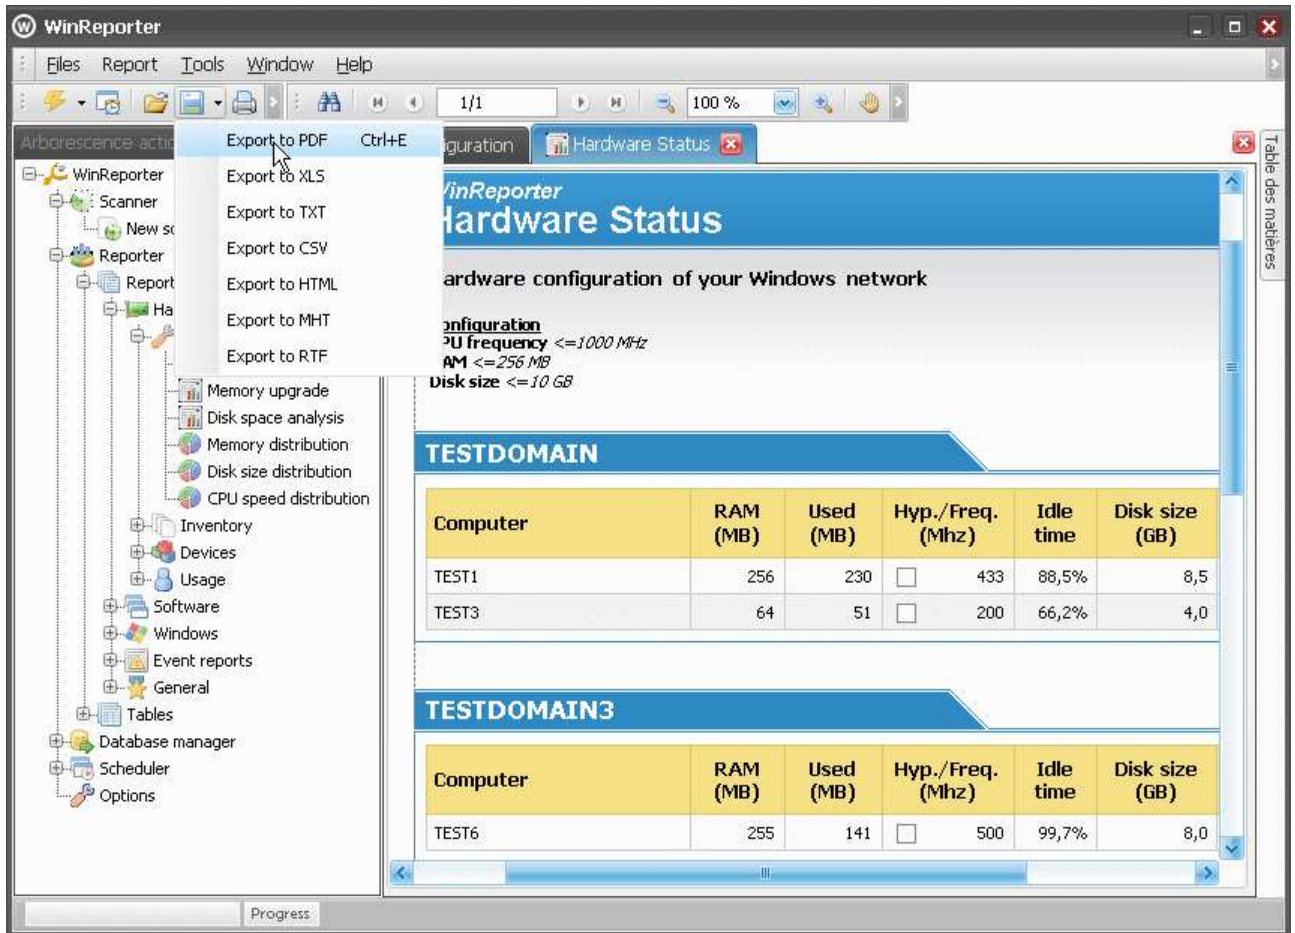 WinReporter
Files Report Tools Window Help
1/1 100 %
Arborescence actio
iguration
Hardware Status
Export to PDF Ctrl+E
Export to XLS
Export to TXT
Export to CSV
Export to HTML
Export to MHT
Export to RTF
WinReporter
Scanner
New sc
Reporter
Report
Ha
Memory upgrade
Disk space analysis
Memory distribution
Disk size distribution
CPU speed distribution
Inventory
Devices
Usage
Software
Windows
Event reports
General
Tables
Database manager
Scheduler
Options
WinReporter
Hardware Status
ardware configuration of your Windows network
onfiguration
PU frequency <=1000 MHz
AM <=256 MB
Disk size <=10 GB
TESTDOMAIN
Computer RAM (MB) Used (MB) Hyp./Freq. (Mhz) Idle time Disk size (GB)
TEST1 256 230 433 88,5% 8,5
TEST3 64 51 200 66,2% 4,0
TESTDOMAIN3
Computer RAM (MB) Used (MB) Hyp./Freq. (Mhz) Idle time Disk size (GB)
TEST6 255 141 500 99,7% 8,0
Table des matières
Progress